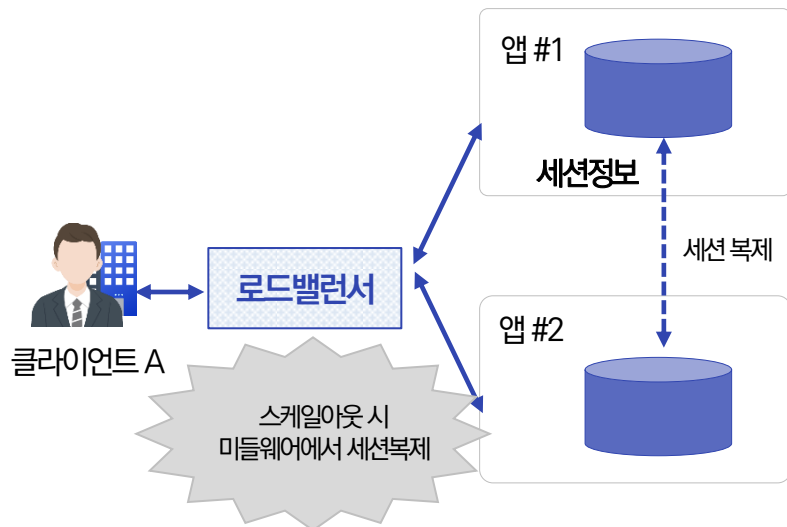 앱 #1
세션정보
세션 복제
로드밸런서
클라이언트 A
앱 #2
스케일아웃 시
미들웨어에서 세션복제